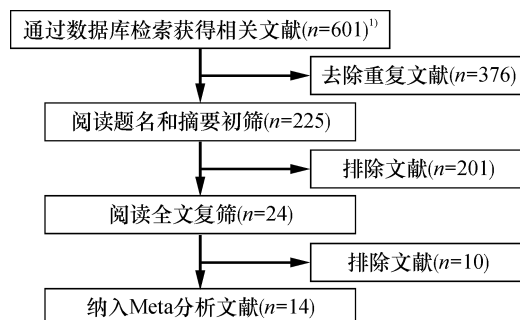 通过数据库检索获得相关文献(n=601)¹⁾
去除重复文献(n=376)
阅读题名和摘要初筛(n=225)
排除文献(n=201)
阅读全文复筛(n=24)
排除文献(n=10)
纳入Meta分析文献(n=14)